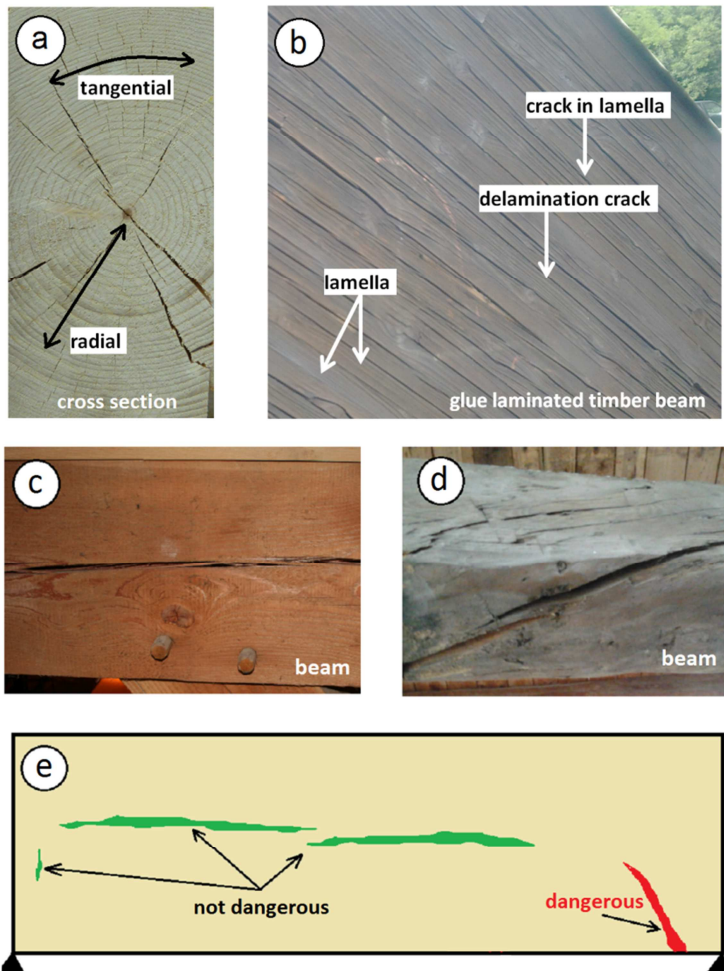 a
tangential
radial
cross section
b
crack in lamella
delamination crack
lamella
glue laminated timber beam
c
beam
d
beam
e
not dangerous
dangerous